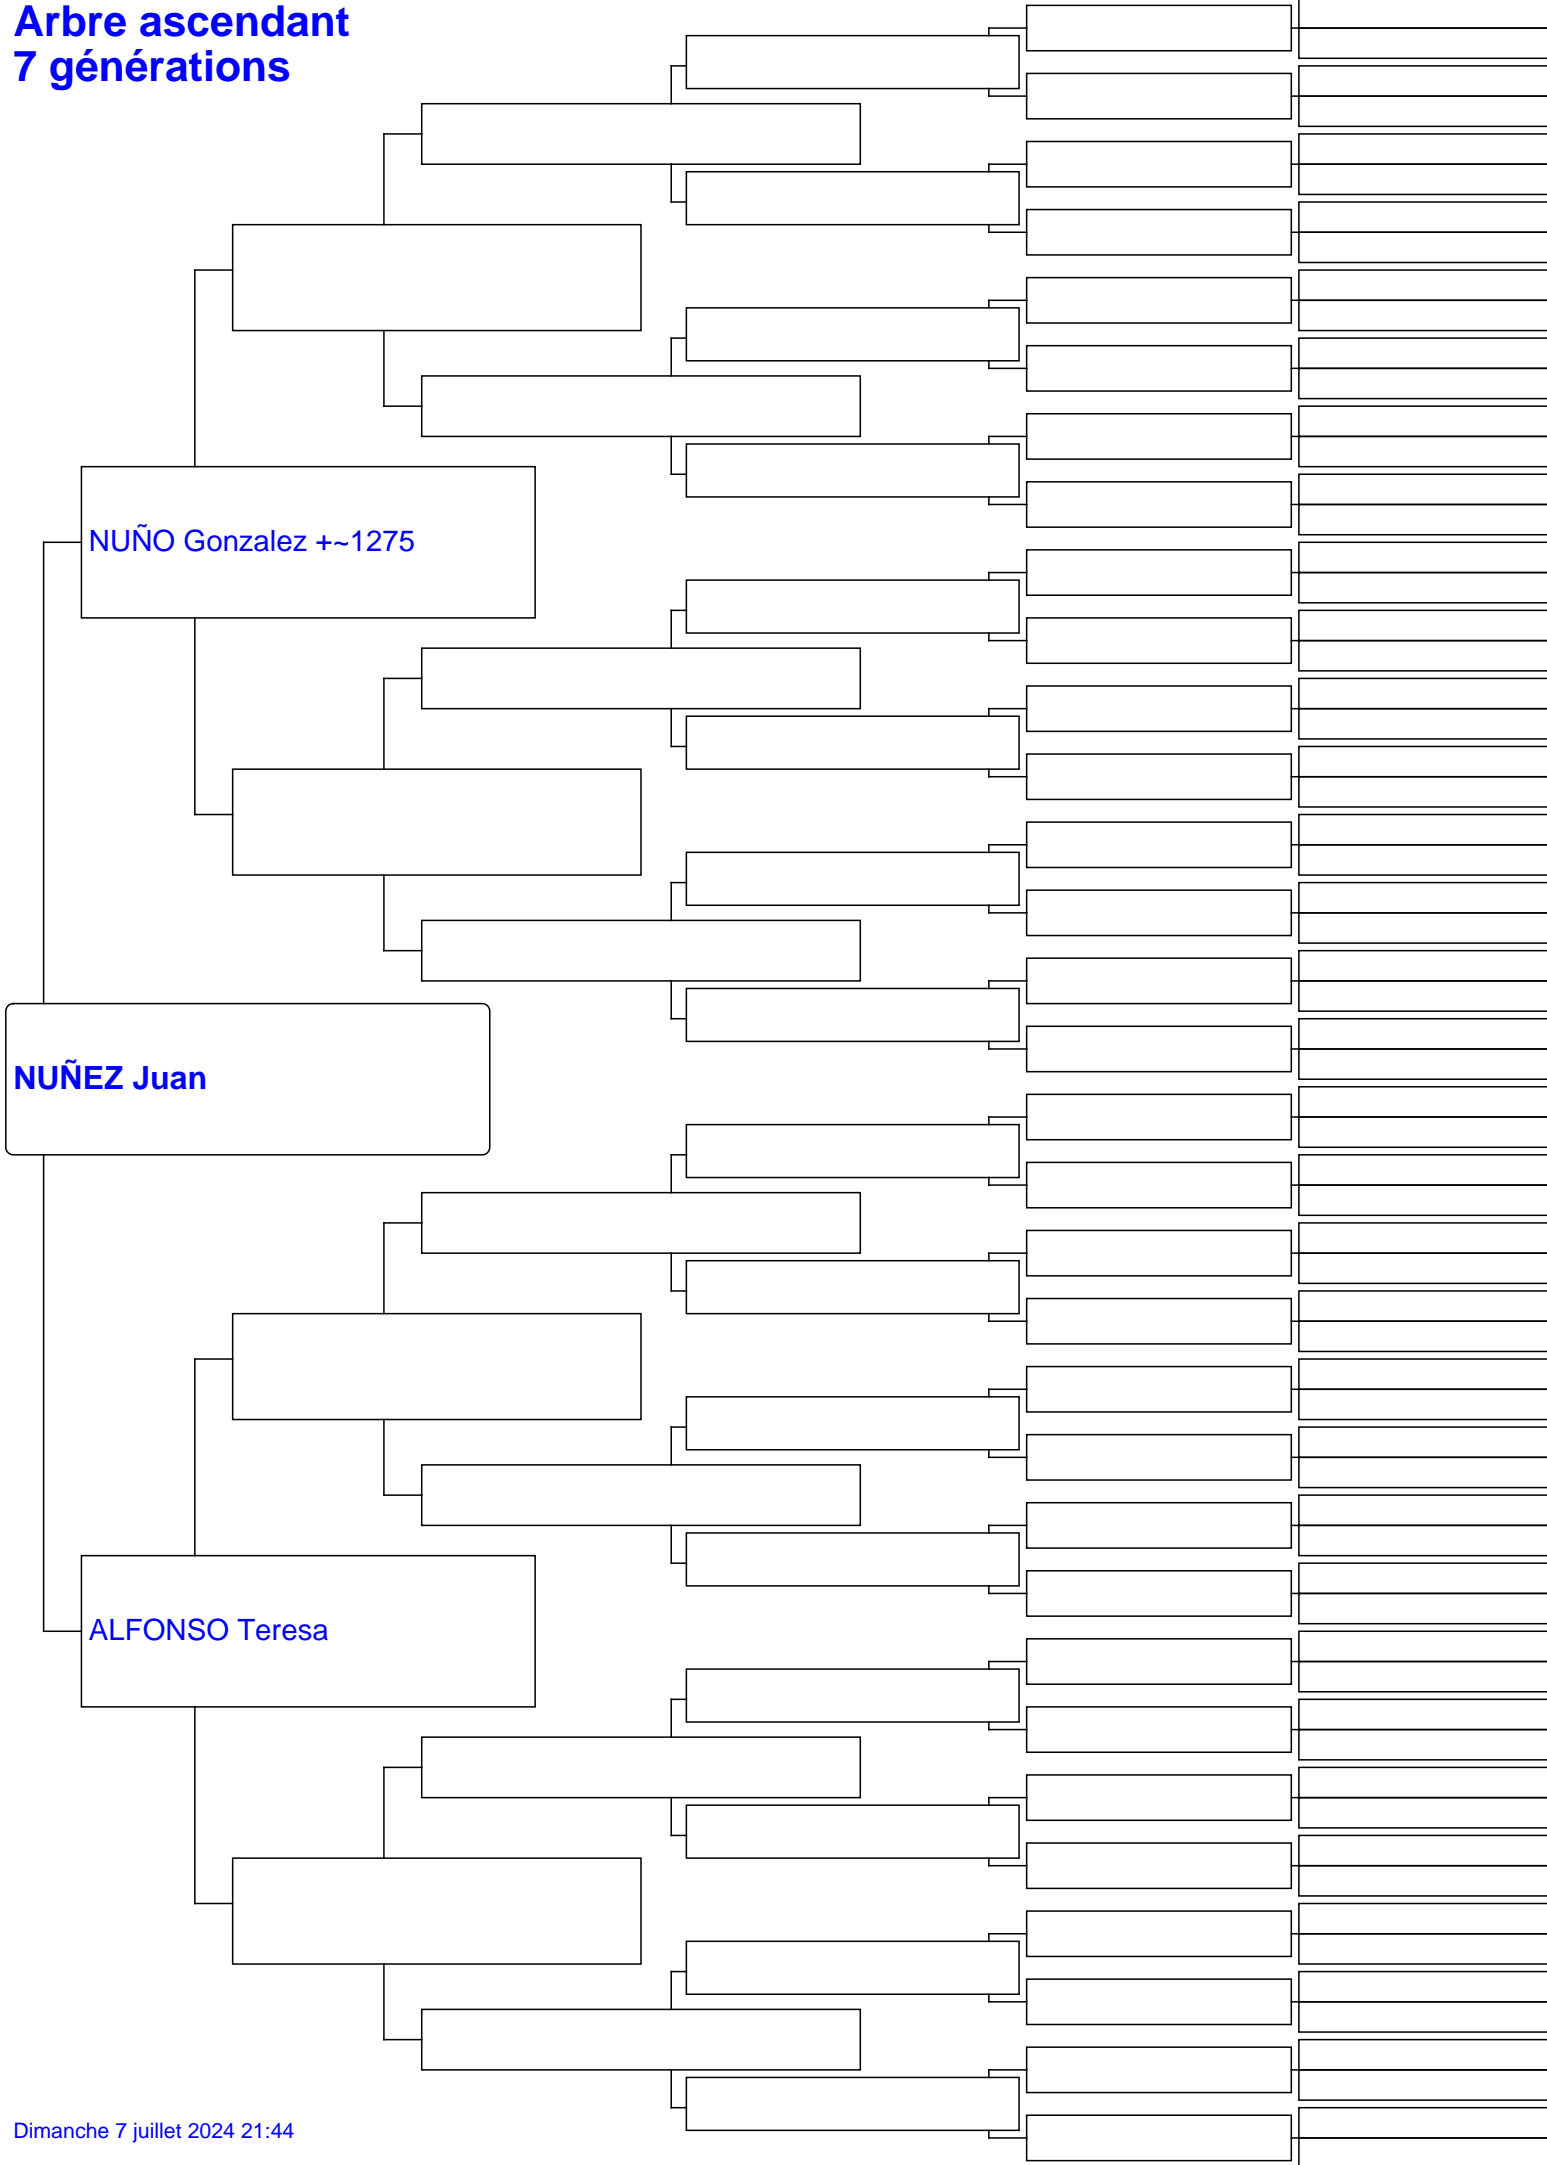 Arbre ascendant
7 générations
NUÑO Gonzalez +~1275
NUÑEZ Juan
ALFONSO Teresa
Dimanche 7 juillet 2024 21:44